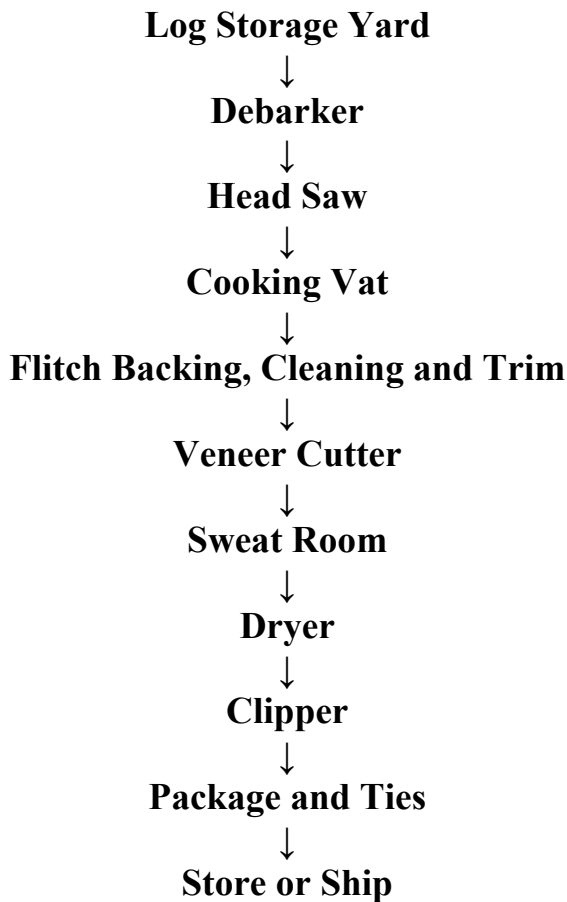 Log Storage Yard
↓
Debarker
↓
Head Saw
↓
Cooking Vat
↓
Flitch Backing, Cleaning and Trim
↓
Veneer Cutter
↓
Sweat Room
↓
Dryer
↓
Clipper
↓
Package and Ties
↓
Store or Ship